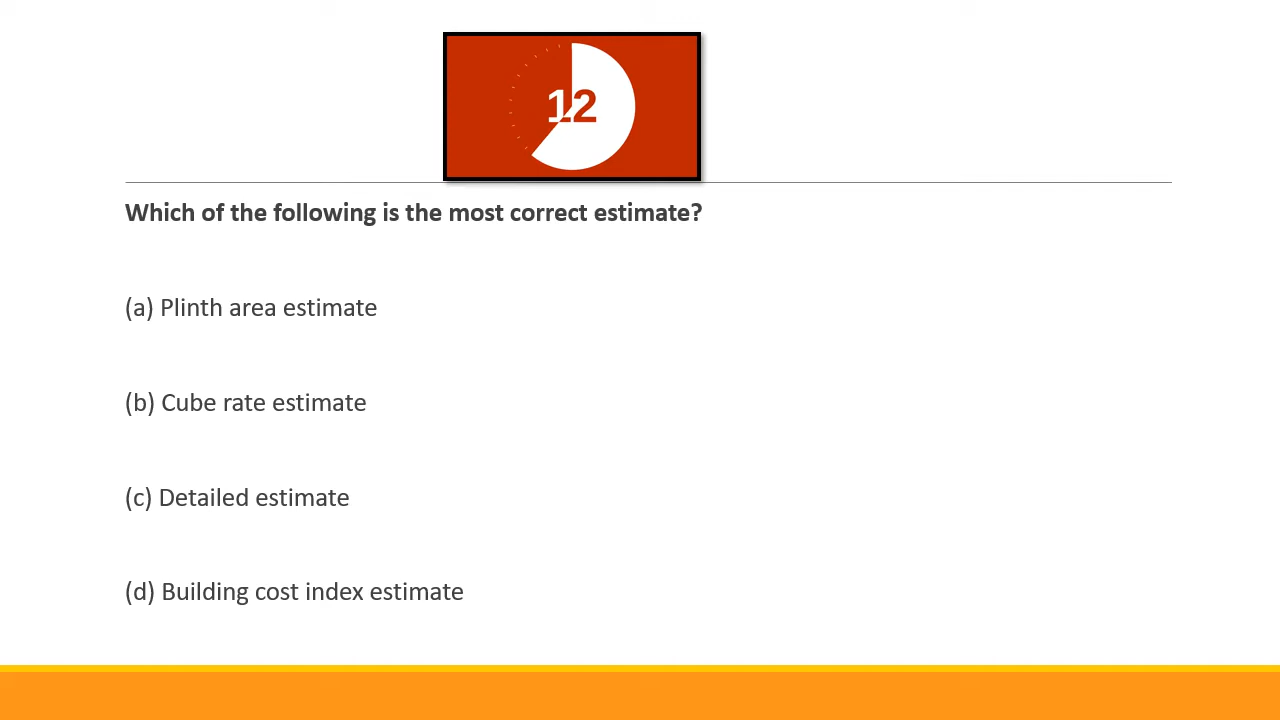 12
Which of the following is the most correct estimate?
(a) Plinth area estimate
(b) Cube rate estimate
(c) Detailed estimate
(d) Building cost index estimate